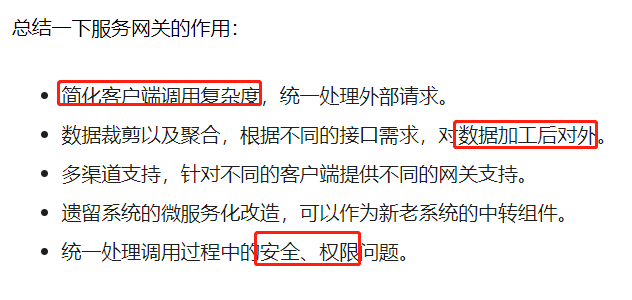 总结一下服务网关的作用：
• 简化客户端调用复杂度，统一处理外部请求。
• 数据裁剪以及聚合，根据不同的接口需求，对数据加工后对外。
• 多渠道支持，针对不同的客户端提供不同的网关支持。
• 遗留系统的微服务化改造，可以作为新老系统的中转组件。
• 统一处理调用过程中的安全、权限问题。